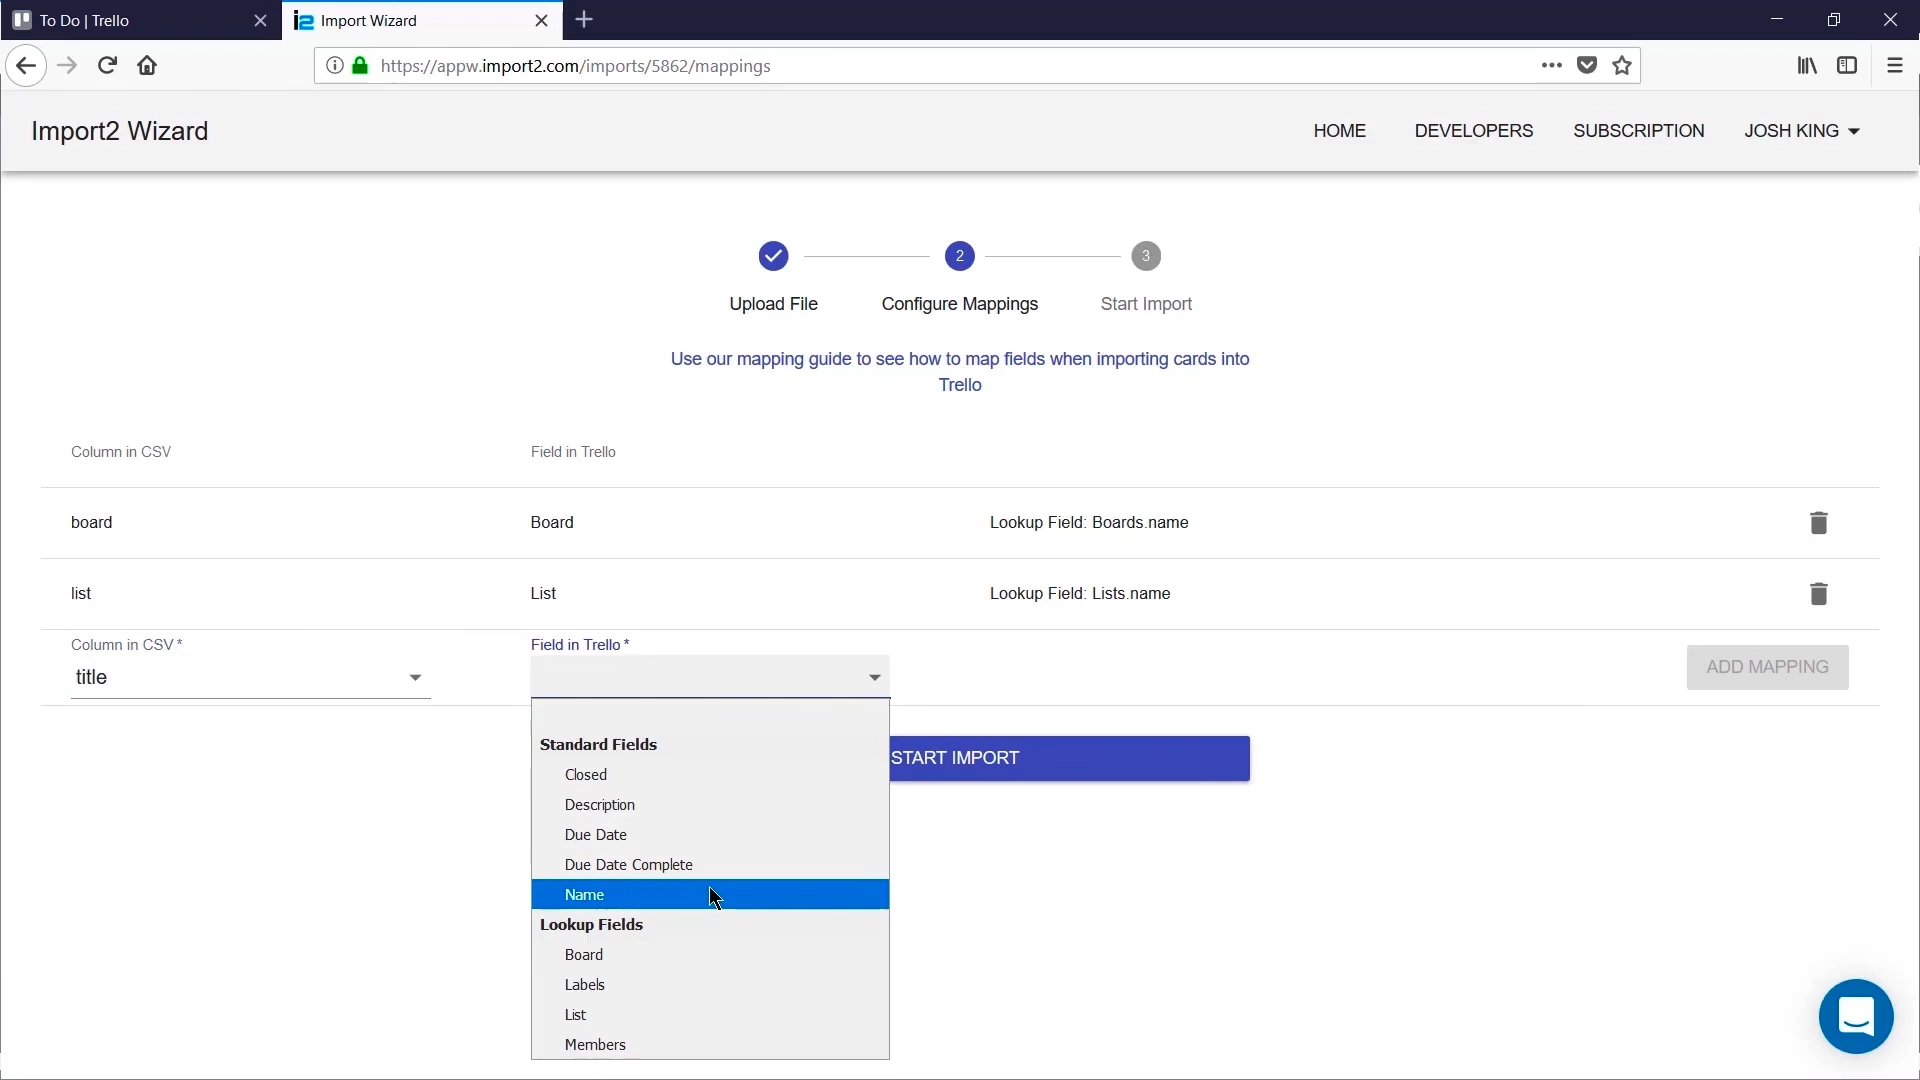 To Do | Trello
i2 Import Wizard
https://appw.import2.com/imports/5862/mappings
Import2 Wizard
HOME
DEVELOPERS
SUBSCRIPTION
JOSH KING
2
3
Upload File
Configure Mappings
Start Import
Use our mapping guide to see how to map fields when importing cards into
Trello
Column in CSV
Field in Trello
board
Board
Lookup Field: Boards.name
list
List
Lookup Field: Lists.name
Column in CSV *
Field in Trello *
title
ADD MAPPING
START IMPORT
Standard Fields
Closed
Description
Due Date
Due Date Complete
Name
Lookup Fields
Board
Labels
List
Members